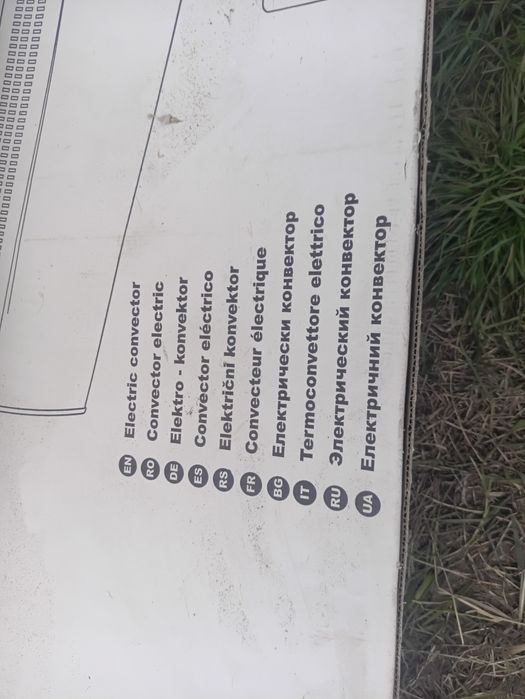 EN Electric convector
RO Convector electric
DE Elektro - konvektor
ES Convector eléctrico
RS Električni konvektor
FR Convecteur électrique
BG Електрически конвектор
IT Termoconvettore elettrico
RU Электрический конвектор
UA Електричний конвектор